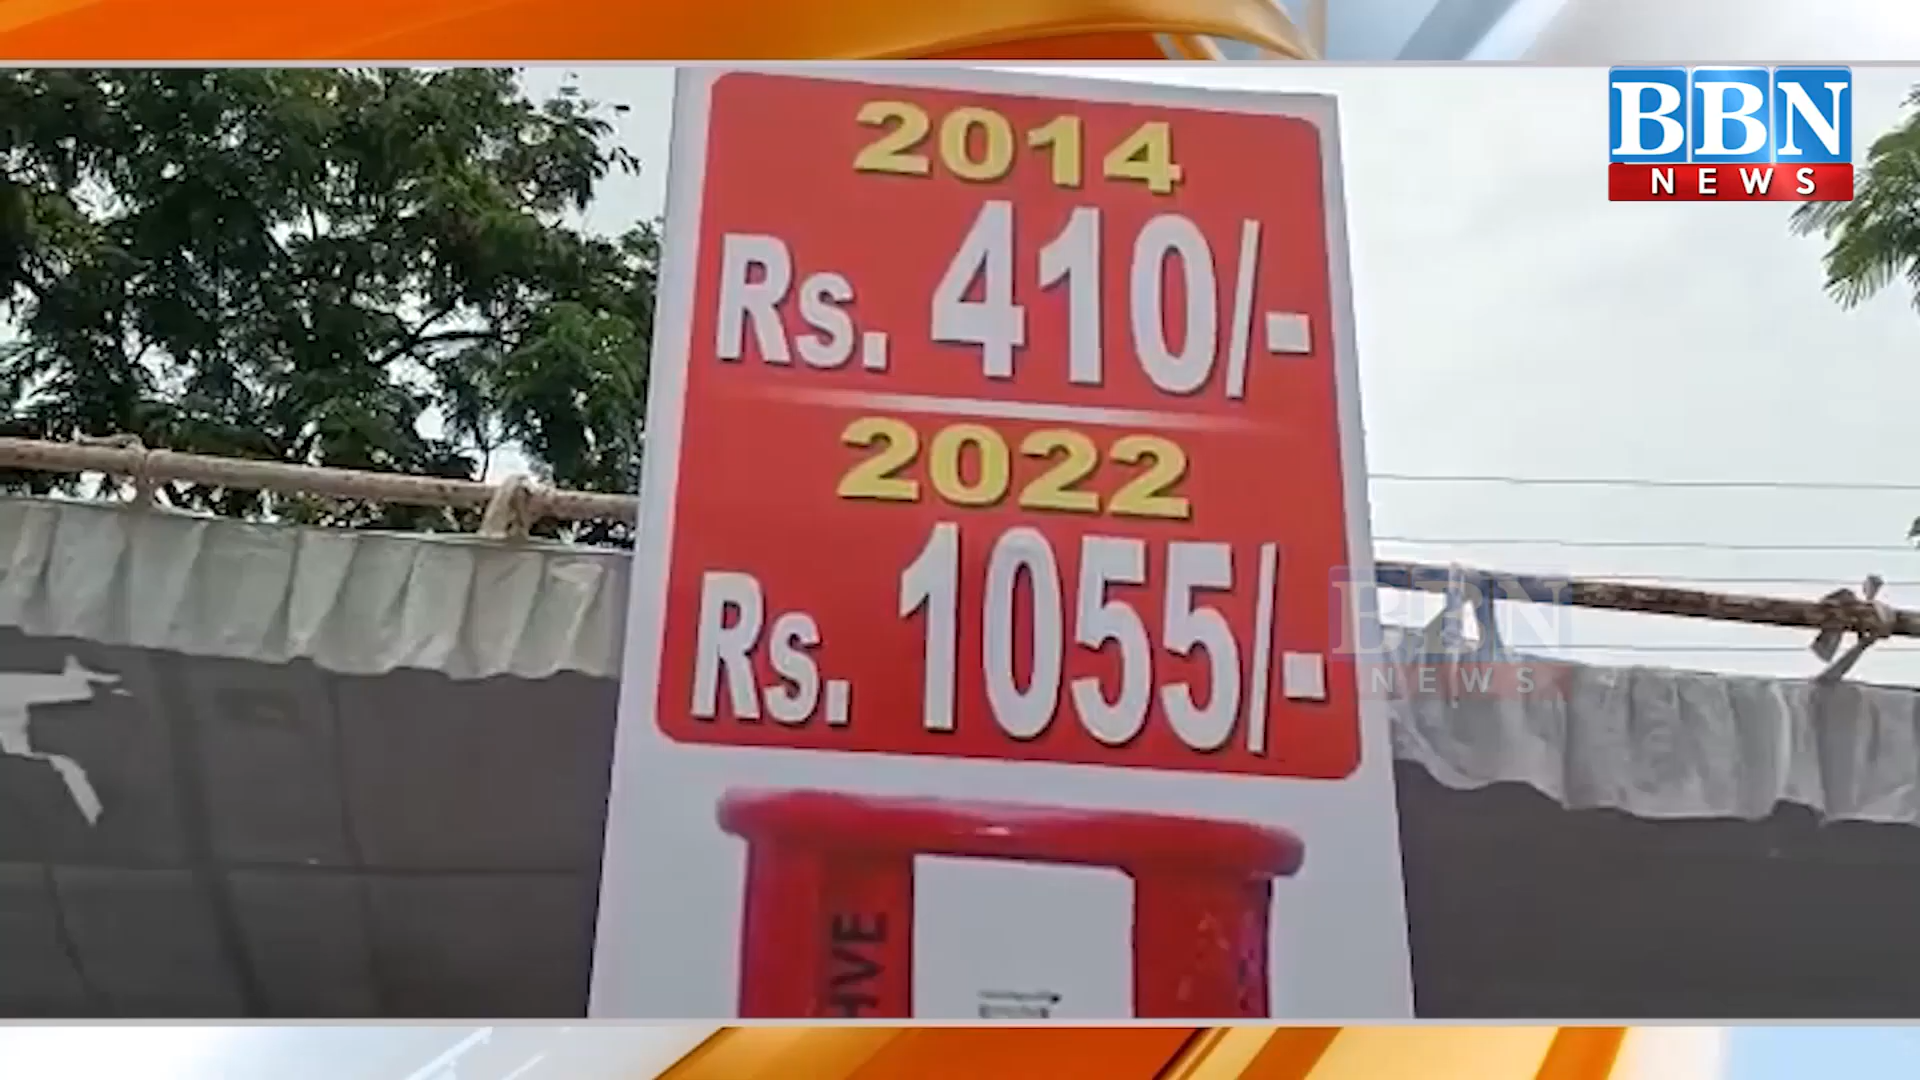 BBN
NEWS
2014
Rs. 410/-
2022
Rs. 1055/-
BBN
NEWS